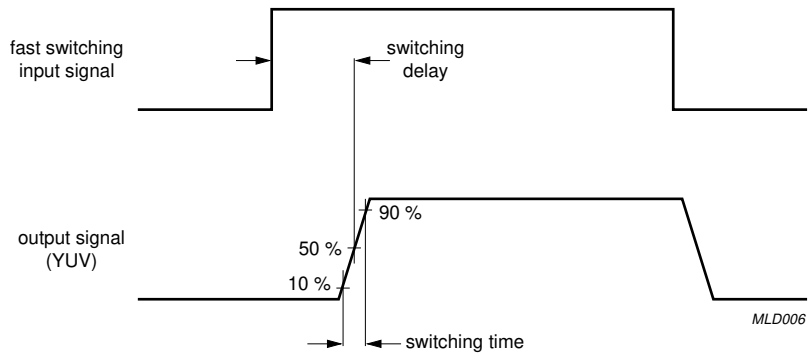 fast switching
input signal
switching
delay
90 %
output signal
(YUV)
50 %
10 %
MLD006
switching time